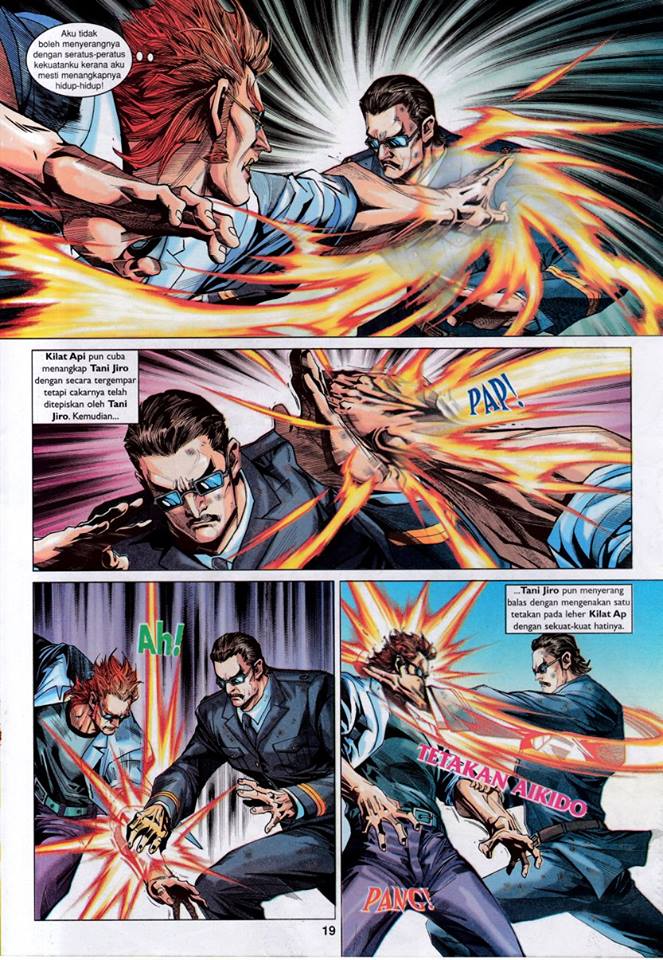 Aku tidak
boleh menyerangnya
dengan seratus-peratus
kekuatanku kerana aku
mesti menangkapnya
hidup-hidup!
Kilat Api pun cuba
menangkap Tani Jiro
dengan secara tergempar
tetapi cakarnya telah
ditepiskan oleh Tani
Jiro. Kemudian...
PAP!
Ah!
...Tani Jiro pun menyerang
balas dengan mengenakan satu
tetakan pada leher Kilat Ap
dengan sekuat-kuat hatinya.
TETAKAN AIKIDO
PANG!
19